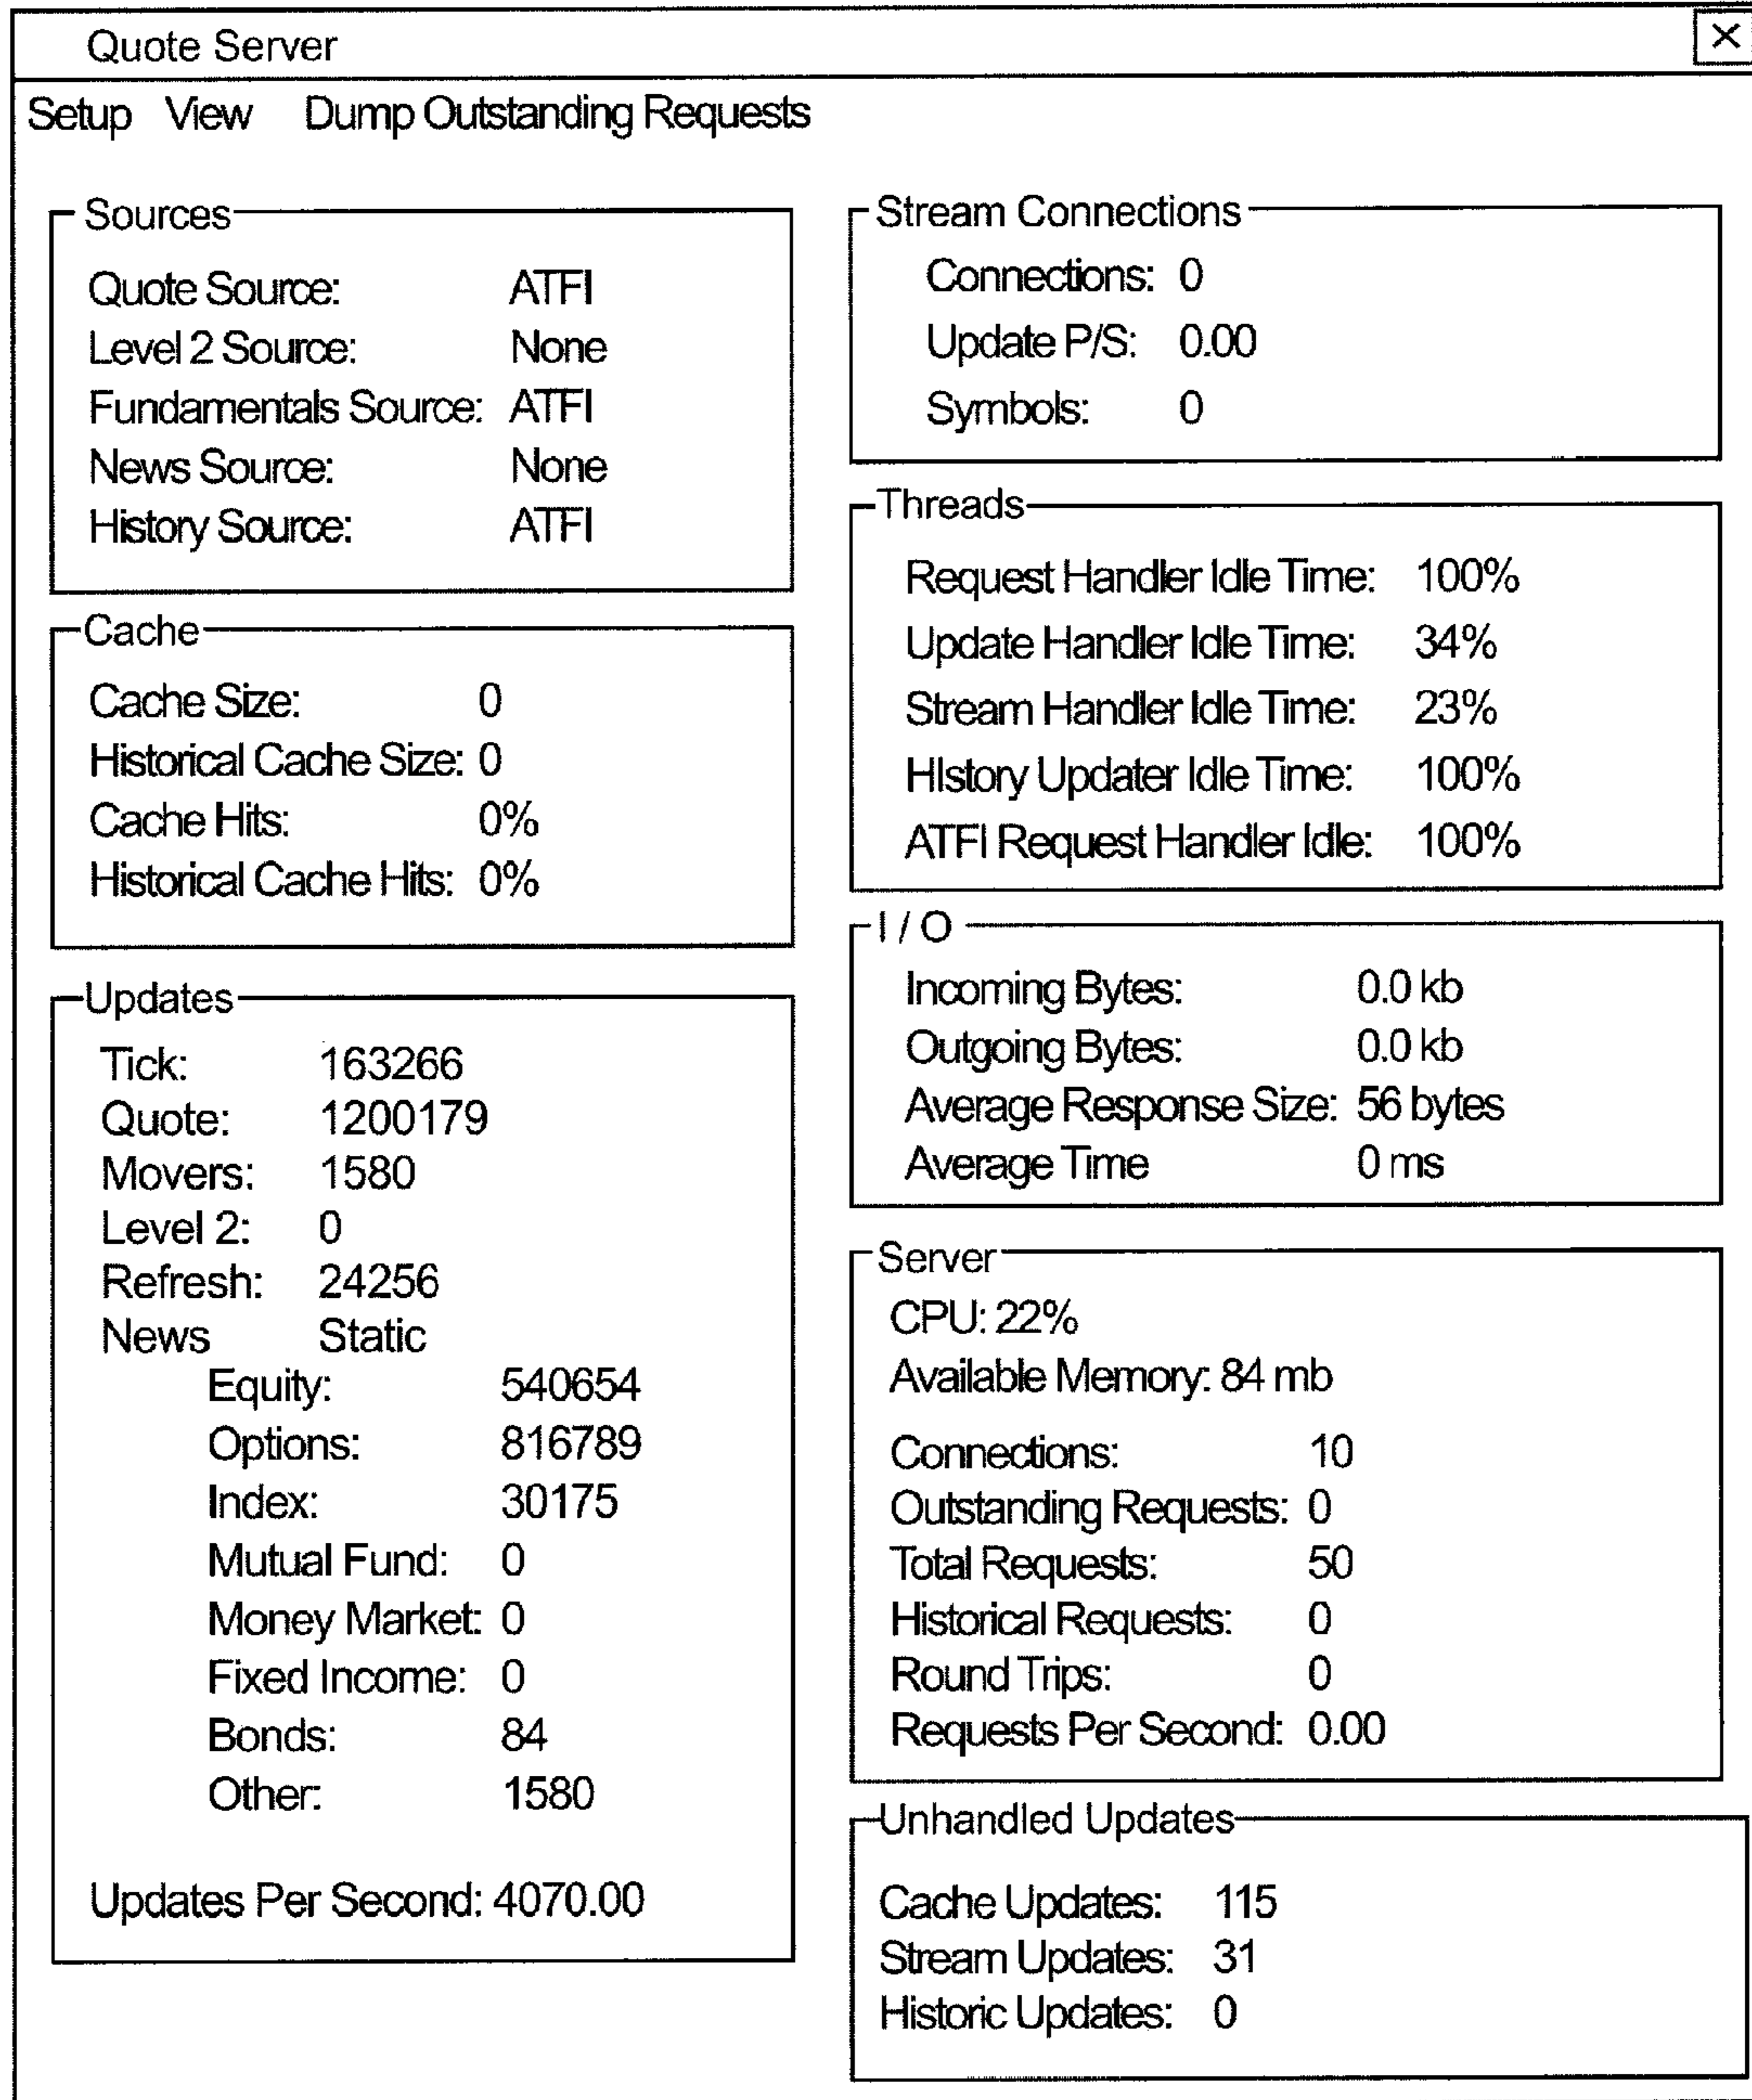 Quote Server
Setup View Dump Outstanding Requests
Sources
Quote Source: ATFI
Level 2 Source: None
Fundamentals Source: ATFI
News Source: None
History Source: ATFI
Cache
Cache Size: 0
Historical Cache Size: 0
Cache Hits: 0%
Historical Cache Hits: 0%
Updates
Tick: 163266
Quote: 1200179
Movers: 1580
Level 2: 0
Refresh: 24256
News Static
Equity: 540654
Options: 816789
Index: 30175
Mutual Fund: 0
Money Market: 0
Fixed Income: 0
Bonds: 84
Other: 1580
Updates Per Second: 4070.00
Stream Connections
Connections: 0
Update P/S: 0.00
Symbols: 0
Threads
Request Handler Idle Time: 100%
Update Handler Idle Time: 34%
Stream Handler Idle Time: 23%
HIstory Updater Idle Time: 100%
ATFI Request Handler Idle: 100%
I / O
Incoming Bytes: 0.0 kb
Outgoing Bytes: 0.0 kb
Average Response Size: 56 bytes
Average Time 0 ms
Server
CPU: 22%
Available Memory: 84 mb
Connections: 10
Outstanding Requests: 0
Total Requests: 50
Historical Requests: 0
Round Trips: 0
Requests Per Second: 0.00
Unhandled Updates
Cache Updates: 115
Stream Updates: 31
Historic Updates: 0